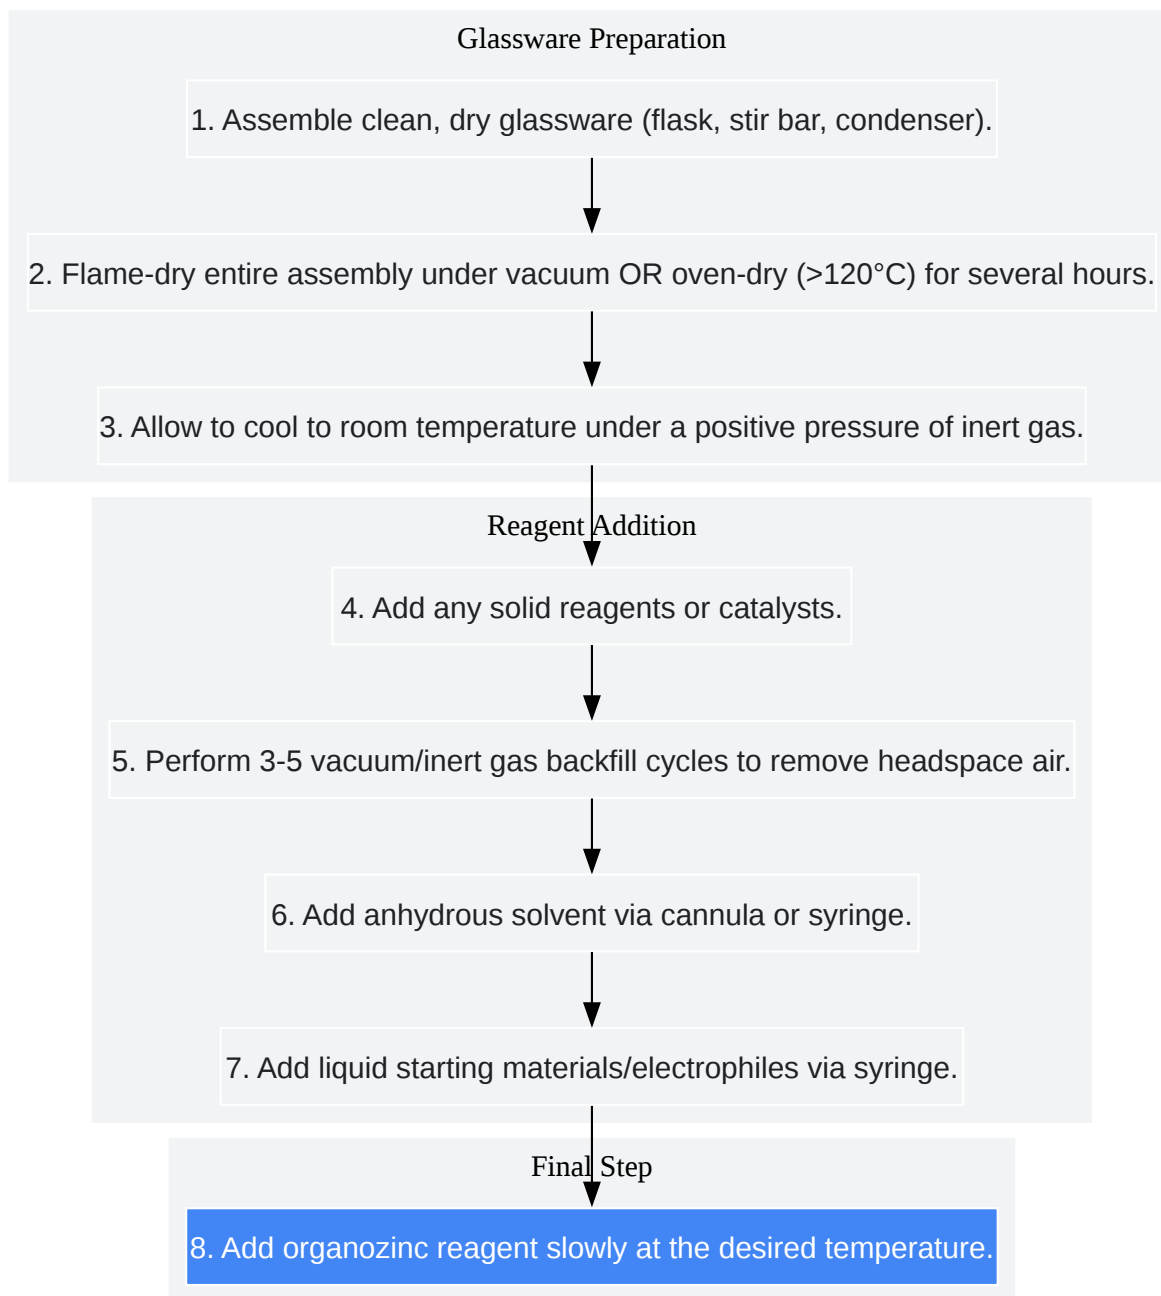 Glassware Preparation
1. Assemble clean, dry glassware (flask, stir bar, condenser).
2. Flame-dry entire assembly under vacuum OR oven-dry (>120°C) for several hours.
3. Allow to cool to room temperature under a positive pressure of inert gas.
Reagent Addition
4. Add any solid reagents or catalysts.
5. Perform 3-5 vacuum/inert gas backfill cycles to remove headspace air.
6. Add anhydrous solvent via cannula or syringe.
7. Add liquid starting materials/electrophiles via syringe.
Final Step
8. Add organozinc reagent slowly at the desired temperature.